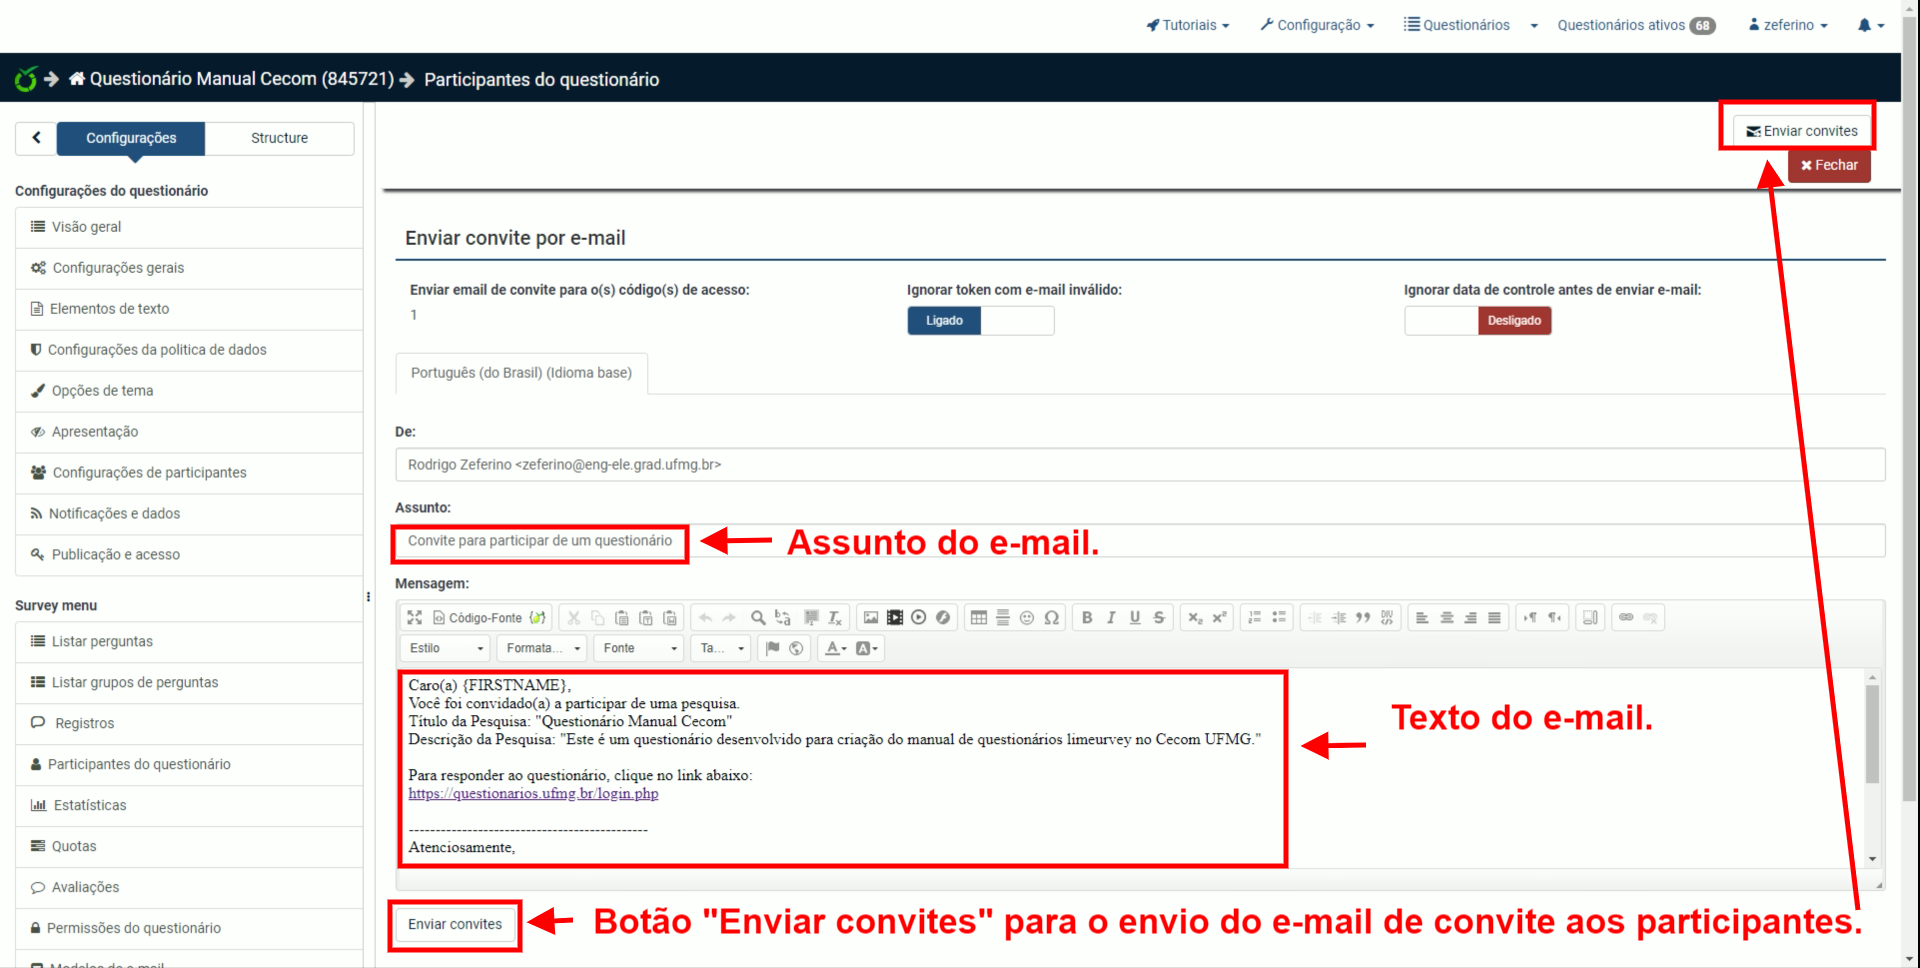 Tutoriais
Configuração
Questionários
Questionários ativos 68
zeferino
Questionário Manual Cecom (845721)
Participantes do questionário
Configurações
Structure
Enviar convites
Fechar
Configurações do questionário
Visão geral
Configurações gerais
Elementos de texto
Configurações da politica de dados
Opções de tema
Apresentação
Configurações de participantes
Notificações e dados
Publicação e acesso
Survey menu
Listar perguntas
Listar grupos de perguntas
Registros
Participantes do questionário
Estatísticas
Quotas
Avaliações
Permissões do questionário
Modelos de e-mail
Enviar convite por e-mail
Enviar email de convite para o(s) código(s) de acesso:
1
Ignorar token com e-mail inválido:
Ligado
Ignorar data de controle antes de enviar e-mail:
Desligado
Português (do Brasil) (Idioma base)
De:
Rodrigo Zeferino <zeferino@eng-ele.grad.ufmg.br>
Assunto:
Convite para participar de um questionário
Assunto do e-mail.
Mensagem:
Código-Fonte
Estilo
Formata...
Fonte
Ta...
Caro(a) {FIRSTNAME},
Você foi convidado(a) a participar de uma pesquisa.
Título da Pesquisa: "Questionário Manual Cecom"
Descrição da Pesquisa: "Este é um questionário desenvolvido para criação do manual de questionários limeurvey no Cecom UFMG."
Para responder ao questionário, clique no link abaixo:
https://questionarios.ufmg.br/login.php
---------------------------------------------
Atenciosamente,
Texto do e-mail.
Enviar convites
Botão "Enviar convites" para o envio do e-mail de convite aos participantes.